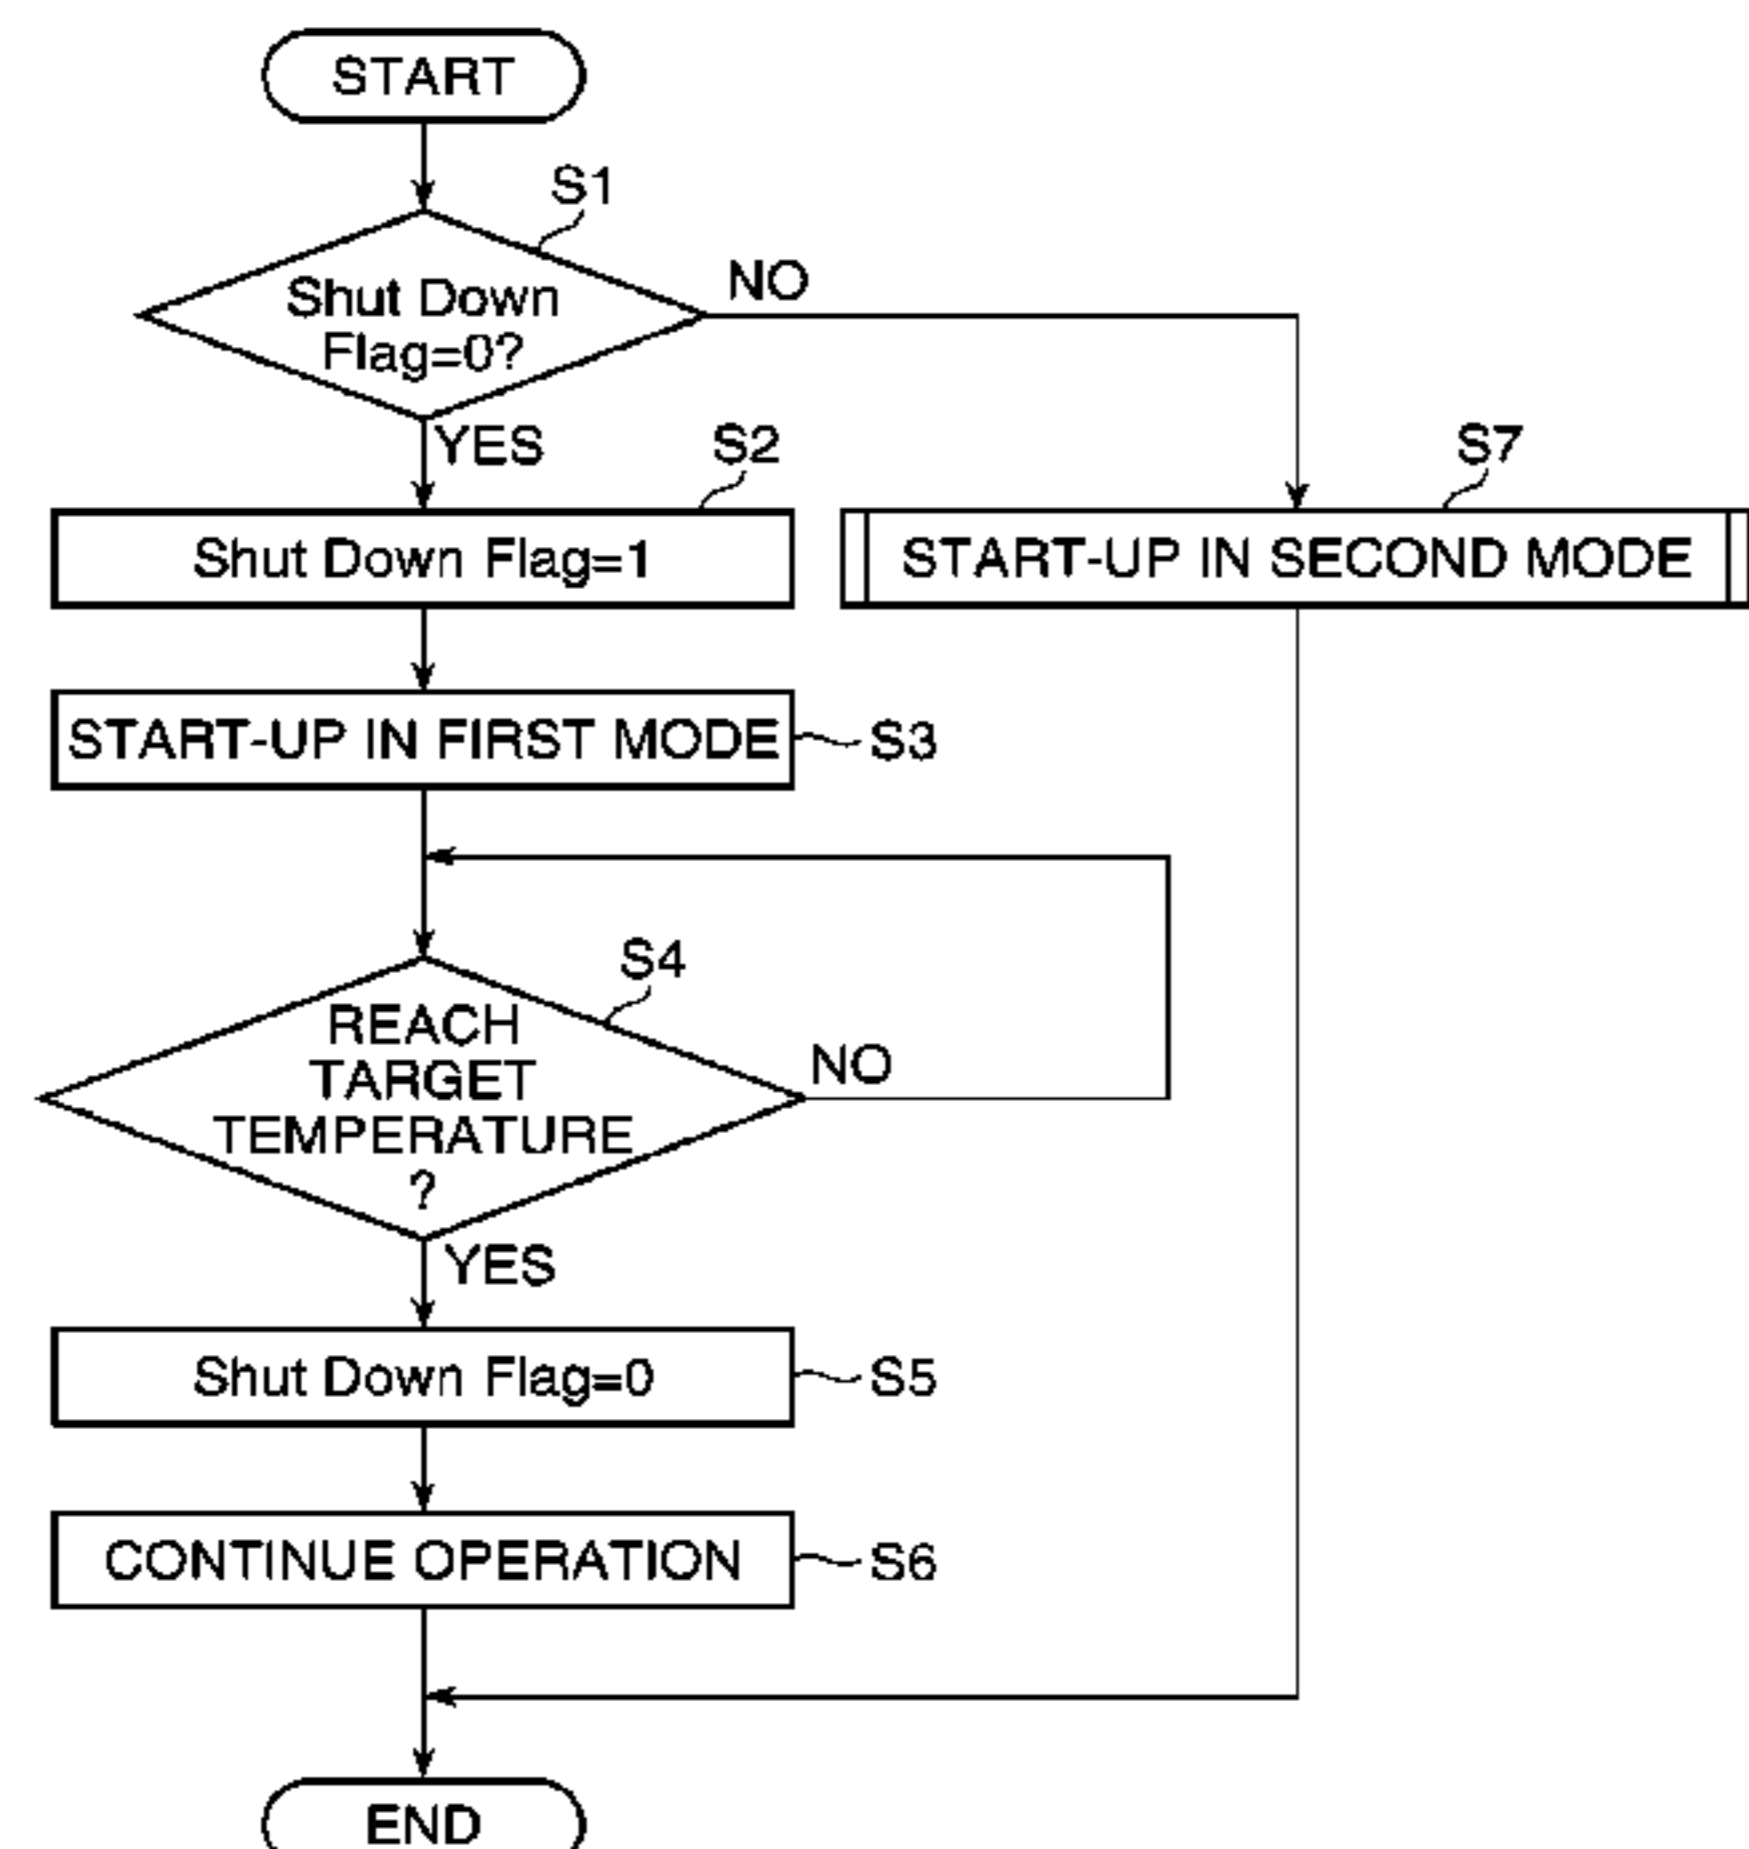 START
S1
Shut Down
Flag=0?
NO
YES
S2
S7
Shut Down Flag=1
START-UP IN SECOND MODE
START-UP IN FIRST MODE
S3
S4
REACH
TARGET
TEMPERATURE
?
NO
YES
Shut Down Flag=0
S5
CONTINUE OPERATION
S6
END